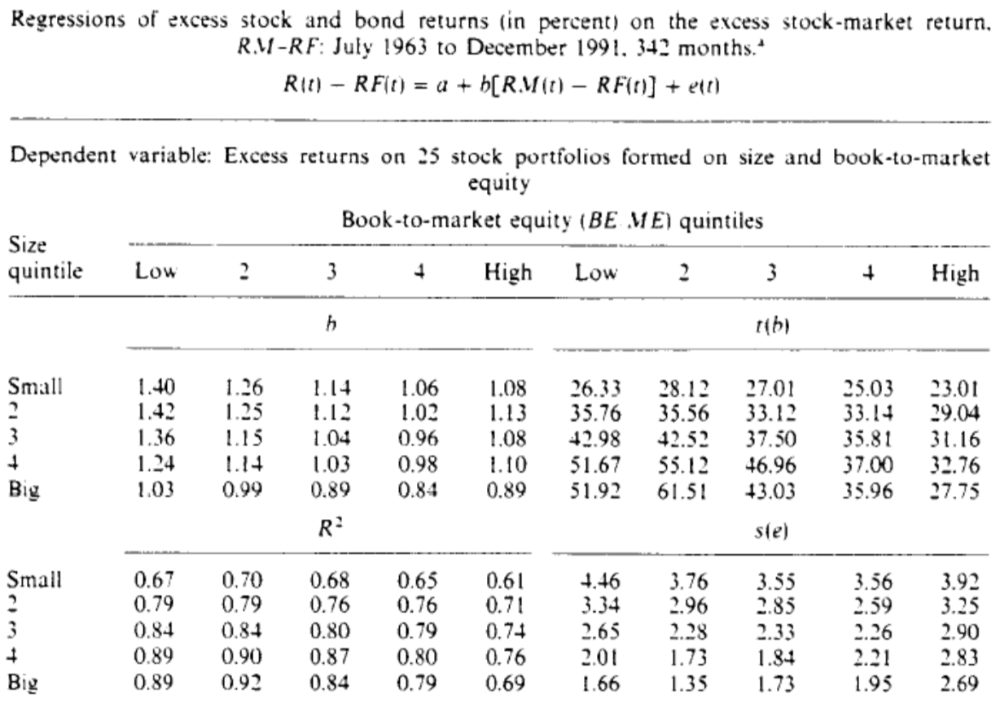 Regressions of excess stock and bond returns (in percent) on the excess stock-market return,
RM–RF: July 1963 to December 1991, 342 months.ᵃ
R(t) − RF(t) = a + b[RM(t) − RF(t)] + e(t)
Dependent variable: Excess returns on 25 stock portfolios formed on size and book-to-market
equity
Book-to-market equity (BE ME) quintiles
Size
quintile Low 2 3 4 High Low 2 3 4 High
b t(b)
Small 1.40 1.26 1.14 1.06 1.08 26.33 28.12 27.01 25.03 23.01
2 1.42 1.25 1.12 1.02 1.13 35.76 35.56 33.12 33.14 29.04
3 1.36 1.15 1.04 0.96 1.08 42.98 42.52 37.50 35.81 31.16
4 1.24 1.14 1.03 0.98 1.10 51.67 55.12 46.96 37.00 32.76
Big 1.03 0.99 0.89 0.84 0.89 51.92 61.51 43.03 35.96 27.75
R² s(e)
Small 0.67 0.70 0.68 0.65 0.61 4.46 3.76 3.55 3.56 3.92
2 0.79 0.79 0.76 0.76 0.71 3.34 2.96 2.85 2.59 3.25
3 0.84 0.84 0.80 0.79 0.74 2.65 2.28 2.33 2.26 2.90
4 0.89 0.90 0.87 0.80 0.76 2.01 1.73 1.84 2.21 2.83
Big 0.89 0.92 0.84 0.79 0.69 1.66 1.35 1.73 1.95 2.69